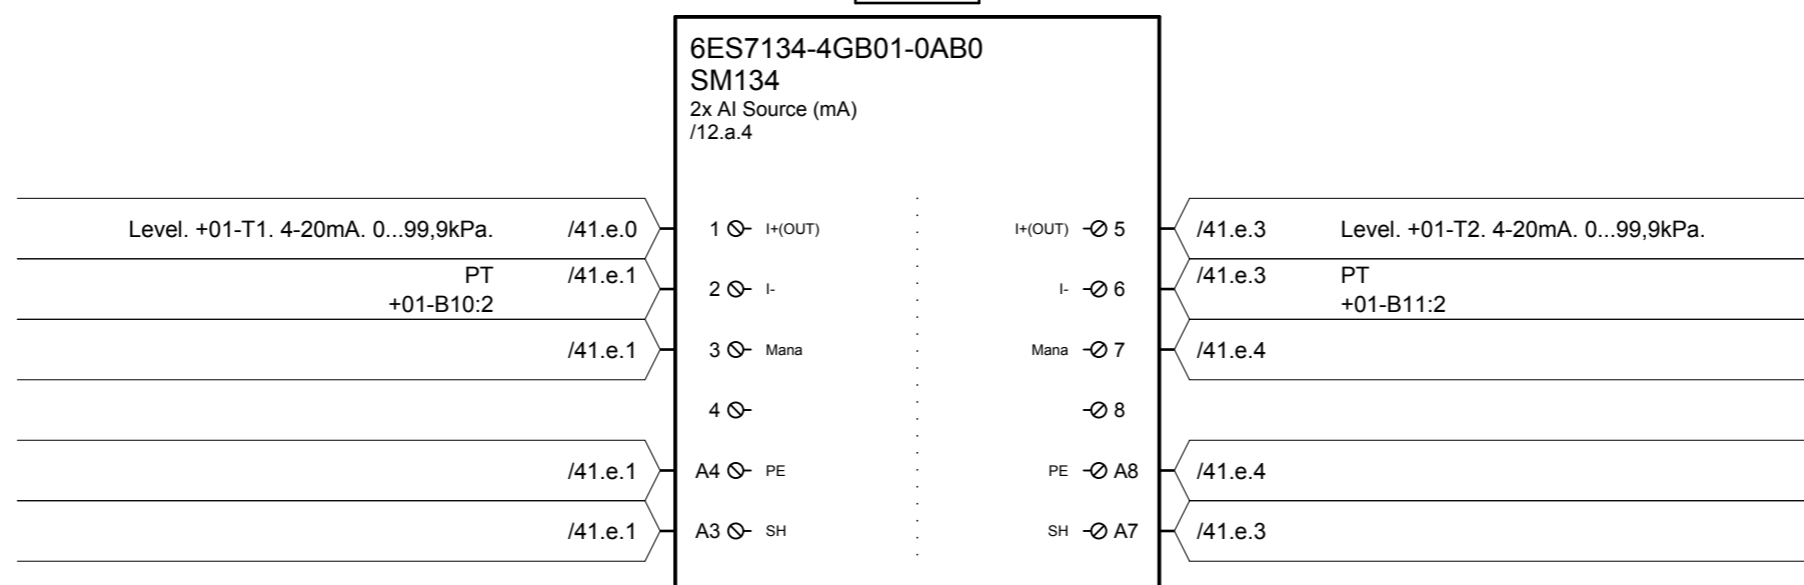 6ES7134-4GB01-0AB0
SM134
2x AI Source (mA)
/12.a.4
Level. +01-T1. 4-20mA. 0...99,9kPa. /41.e.0 1 I+(OUT) I+(OUT) 5 /41.e.3 Level. +01-T2. 4-20mA. 0...99,9kPa.
PT /41.e.1 2 I- I- 6 /41.e.3 PT
+01-B10:2 +01-B11:2
/41.e.1 3 Mana Mana 7 /41.e.4
4 8
/41.e.1 A4 PE PE A8 /41.e.4
/41.e.1 A3 SH SH A7 /41.e.3